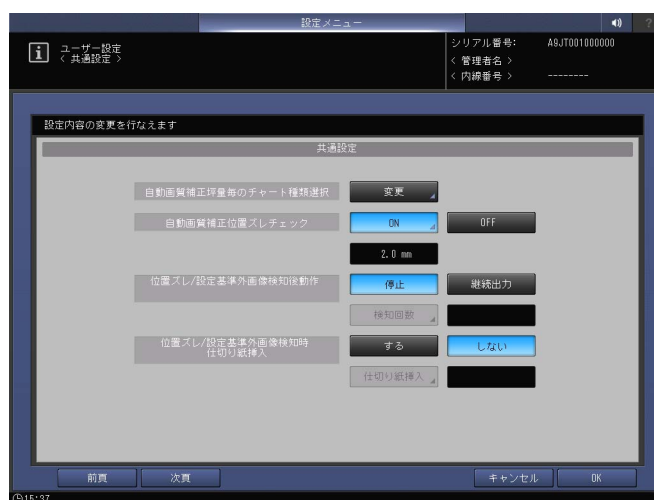 設定メニュー
?
i ユーザー設定
< 共通設定 >
シリアル番号: A9JT001000000
< 管理者名 >
< 内線番号 > --------
設定内容の変更を行なえます
共通設定
自動画質補正坪量毎のチャート種類選択 変更
自動画質補正位置ズレチェック ON OFF
2.0 mm
位置ズレ/設定基準外画像検知後動作 停止 継続出力
検知回数
位置ズレ/設定基準外画像検知時
仕切り紙挿入 する しない
仕切り紙挿入
前頁 次頁 キャンセル OK
15:37